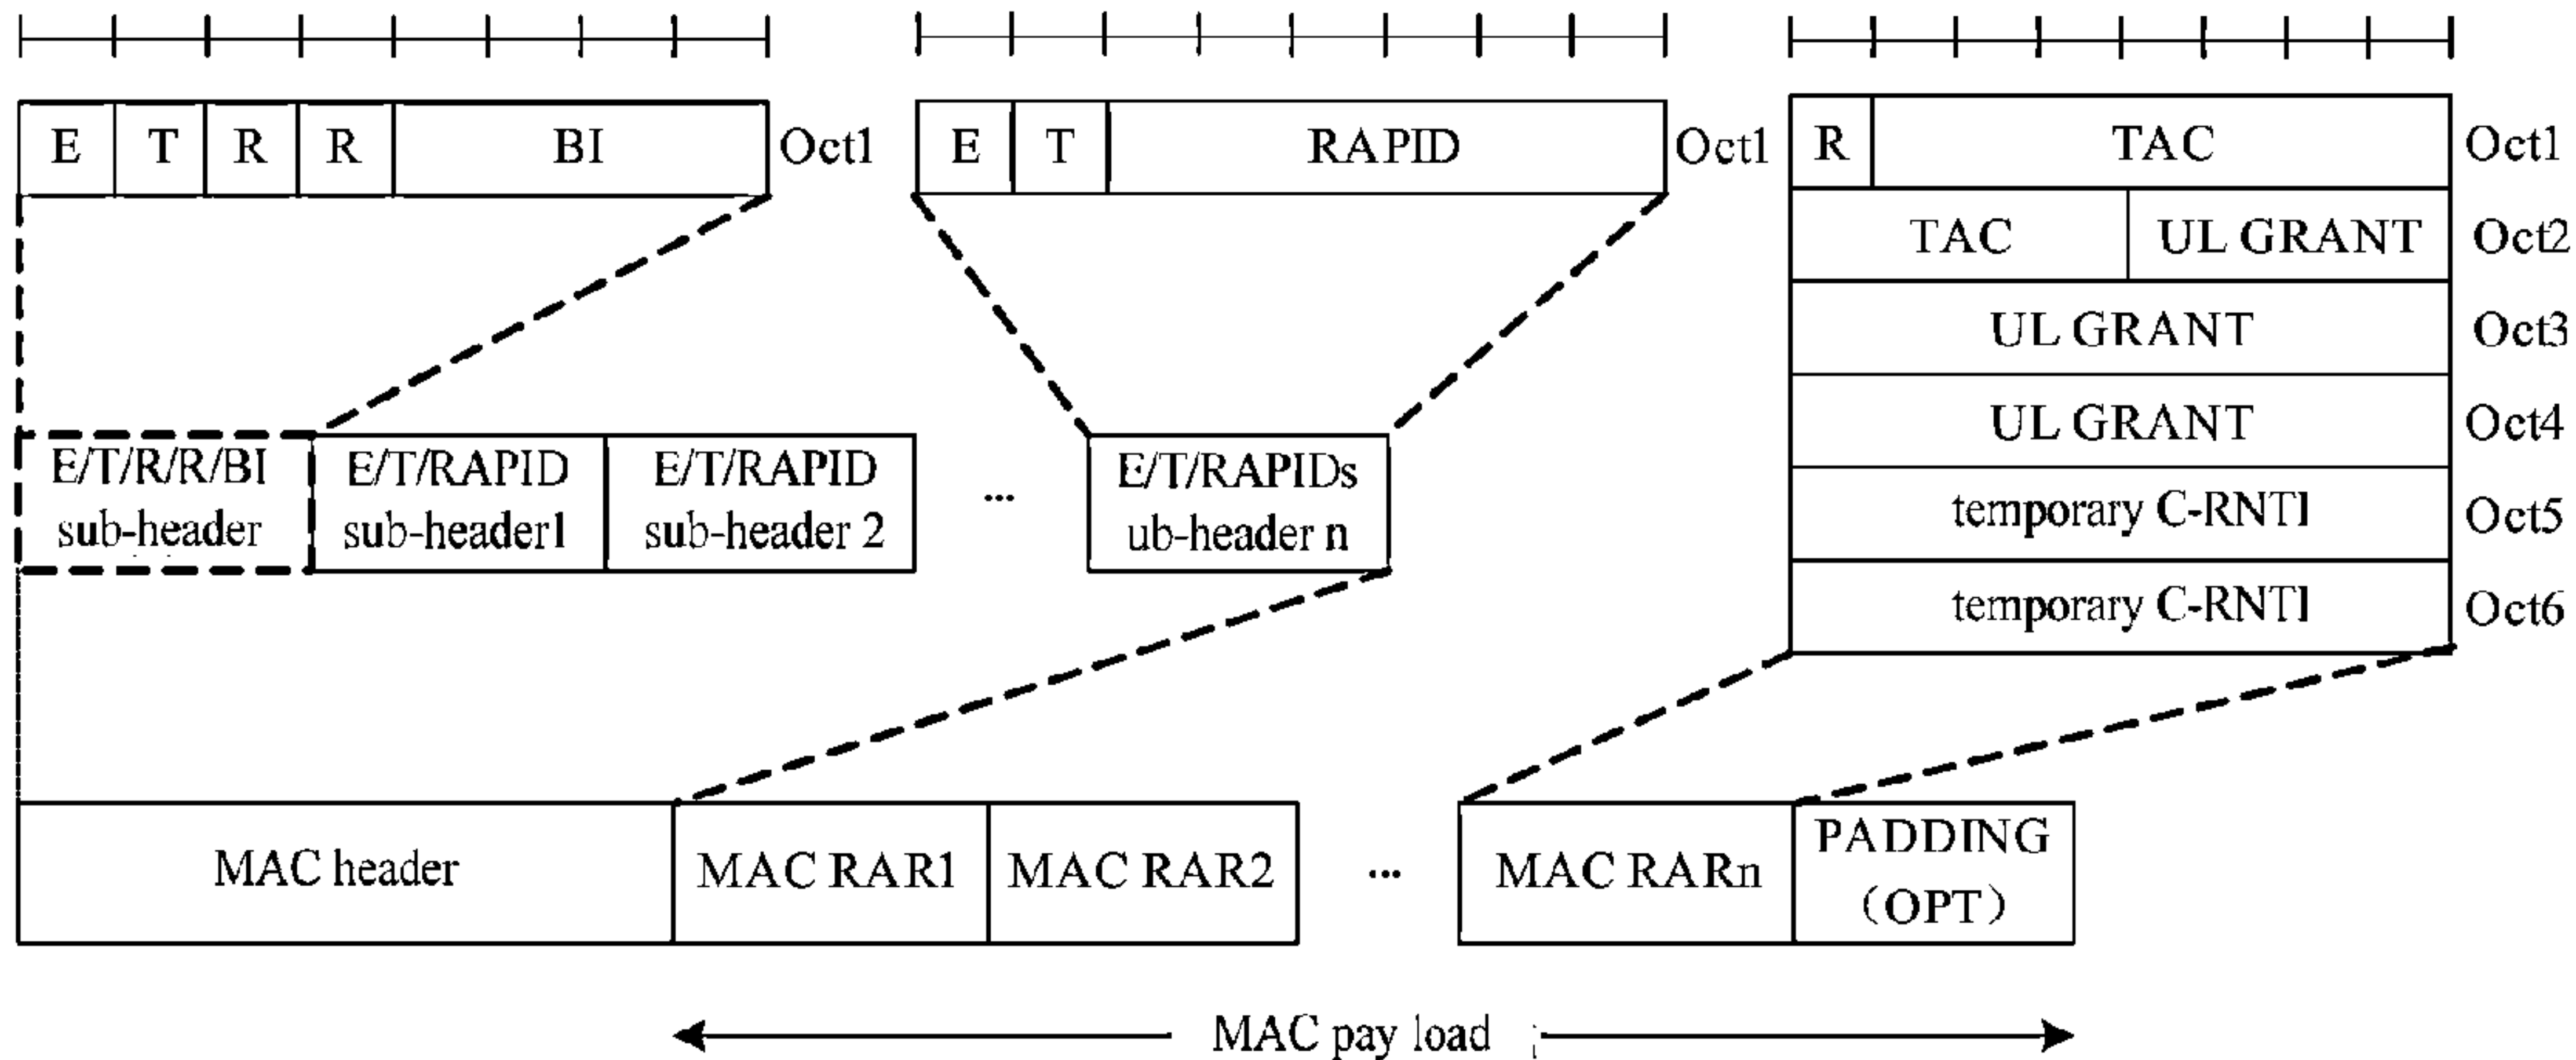 E T R R BI Oct1
E T RAPID Oct1
R TAC Oct1
TAC UL GRANT Oct2
UL GRANT Oct3
UL GRANT Oct4
temporary C-RNTI Oct5
temporary C-RNTI Oct6
E/T/R/R/BI
sub-header
E/T/RAPID
sub-header1
E/T/RAPID
sub-header 2
...
E/T/RAPIDs
ub-header n
MAC header
MAC RAR1
MAC RAR2
...
MAC RARn
PADDING
(OPT)
MAC pay load